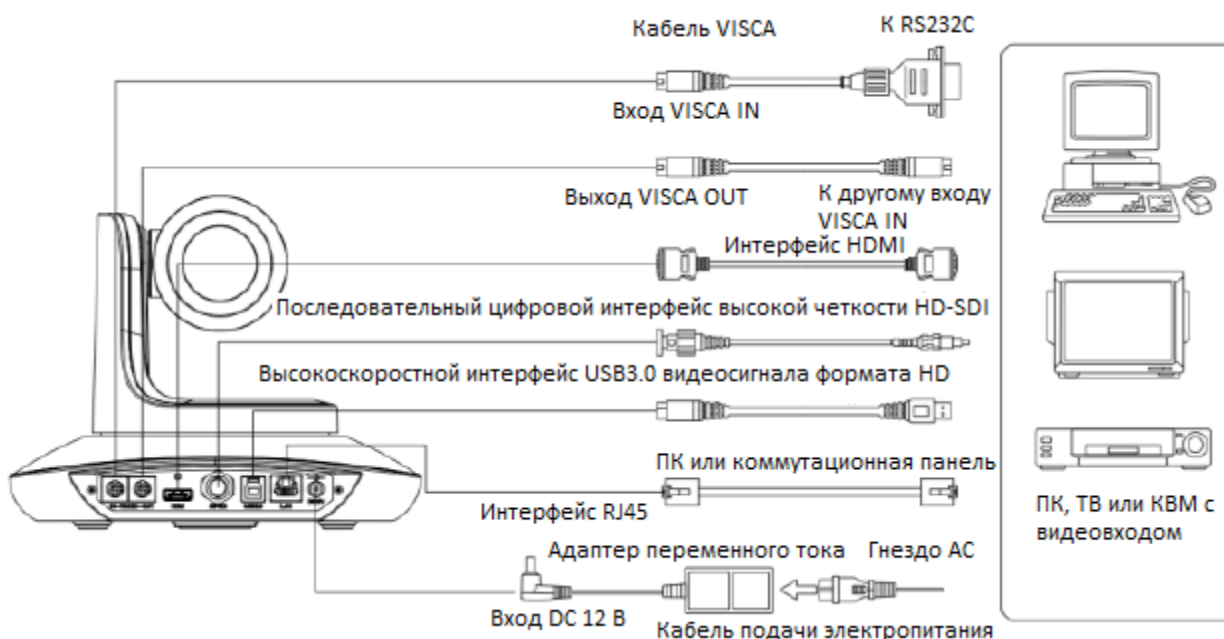 Кабель VISCA
К RS232C
Вход VISCA IN
Выход VISCA OUT
К другому входу
VISCA IN
Интерфейс HDMI
Последовательный цифровой интерфейс высокой четкости HD-SDI
Высокоскоростной интерфейс USB3.0 видеосигнала формата HD
ПК или коммутационная панель
Интерфейс RJ45
Адаптер переменного тока
Гнездо AC
Вход DC 12 В
Кабель подачи электропитания
ПК, ТВ или КВМ с
видеовходом